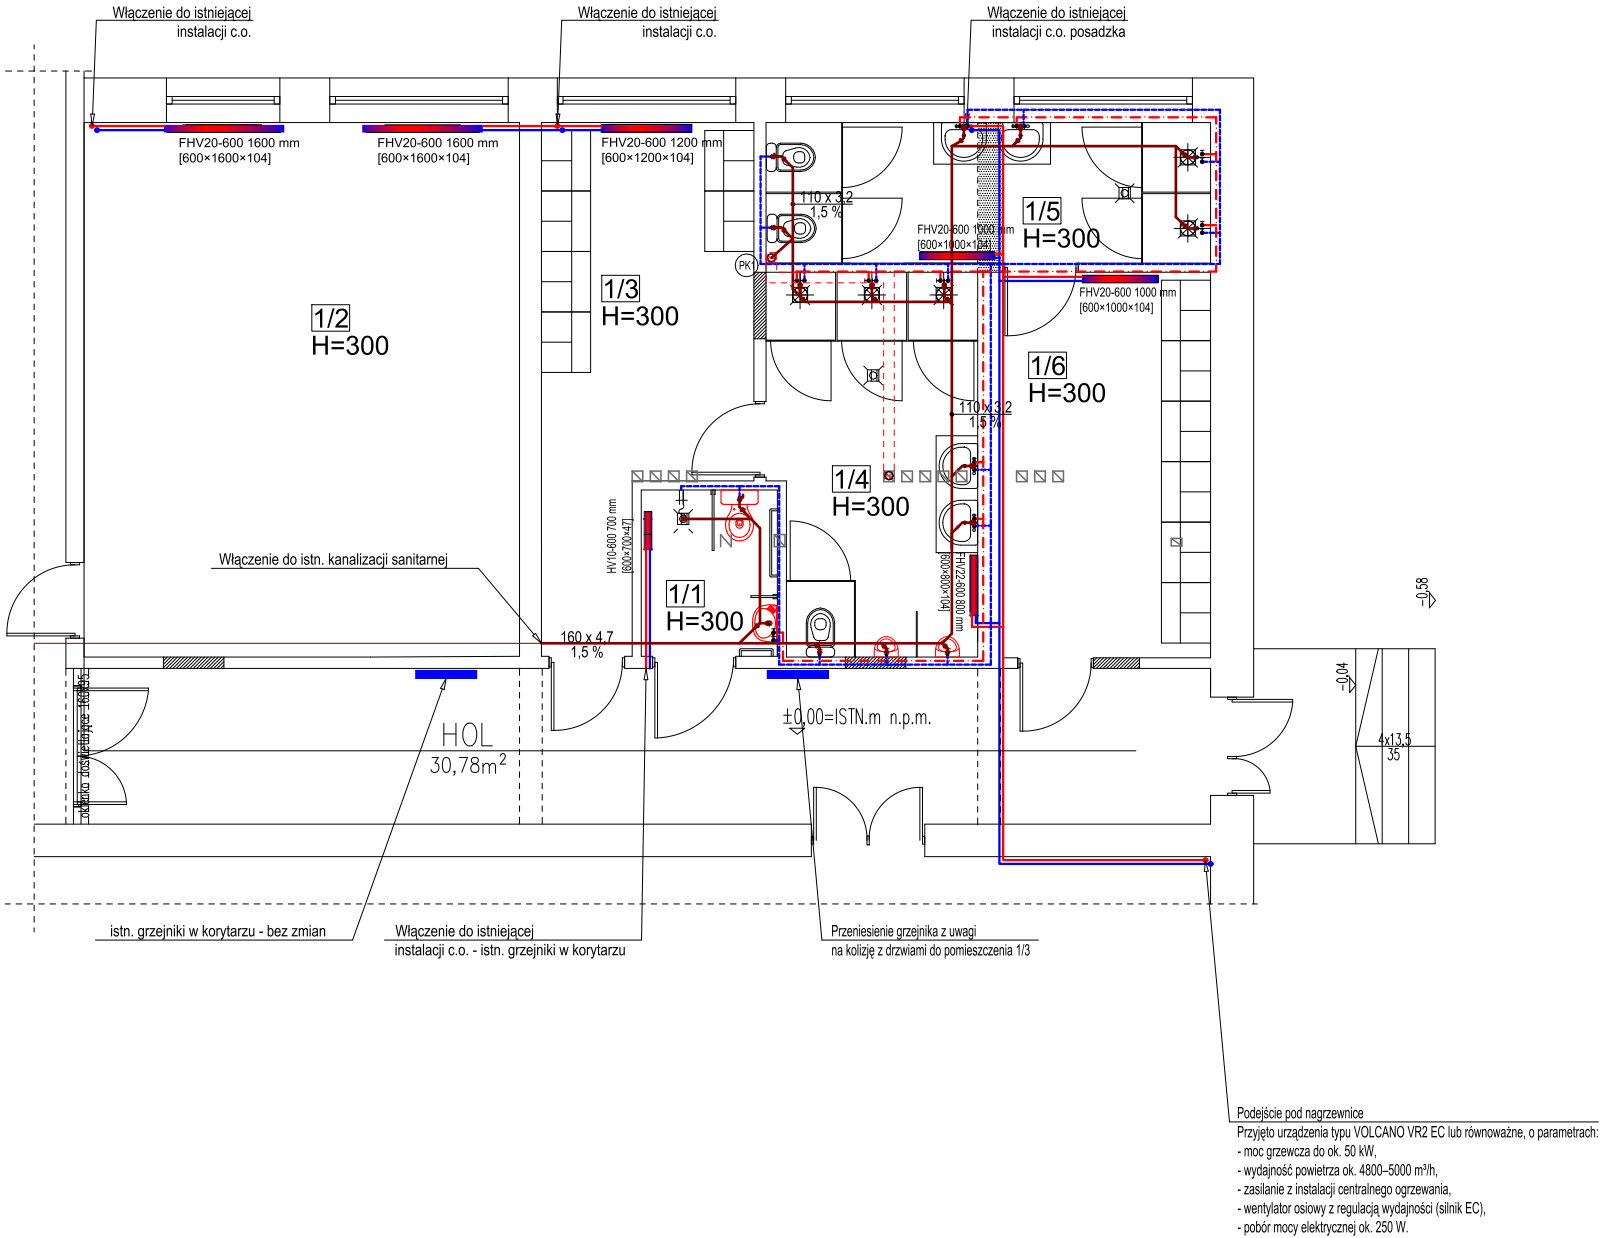 Włączenie do istniejącej
instalacji c.o.
Włączenie do istniejącej
instalacji c.o.
Włączenie do istniejącej
instalacji c.o. posadzka
FHV20-600 1600 mm
[600×1600×104]
FHV20-600 1600 mm
[600×1600×104]
FHV20-600 1200 mm
[600×1200×104]
110 x 3,2
1,5 %
1/5
H=300
FHV20-600 1000 mm
[600×1000×104]
PK1
FHV20-600 1000 mm
[600×1000×104]
1/2
H=300
1/3
H=300
1/6
H=300
110 x 3,2
1,5 %
1/4
H=300
HV10-600 700 mm
[600×700×47]
N
Włączenie do istn. kanalizacji sanitarnej
1/1
H=300
FHV22-600 800 mm
[600×800×104]
160 x 4,7
1,5 %
-0,58
-0,04
±0,00=ISTN.m n.p.m.
HOL
30,78m²
4x13,5
35
istn. grzejniki w korytarzu - bez zmian
Włączenie do istniejącej
instalacji c.o. - istn. grzejniki w korytarzu
Przeniesienie grzejnika z uwagi
na kolizję z drzwiami do pomieszczenia 1/3
Podejście pod nagrzewnice
Przyjęto urządzenia typu VOLCANO VR2 EC lub równoważne, o parametrach:
- moc grzewcza do ok. 50 kW,
- wydajność powietrza ok. 4800–5000 m³/h,
- zasilanie z instalacji centralnego ogrzewania,
- wentylator osiowy z regulacją wydajności (silnik EC),
- pobór mocy elektrycznej ok. 250 W.